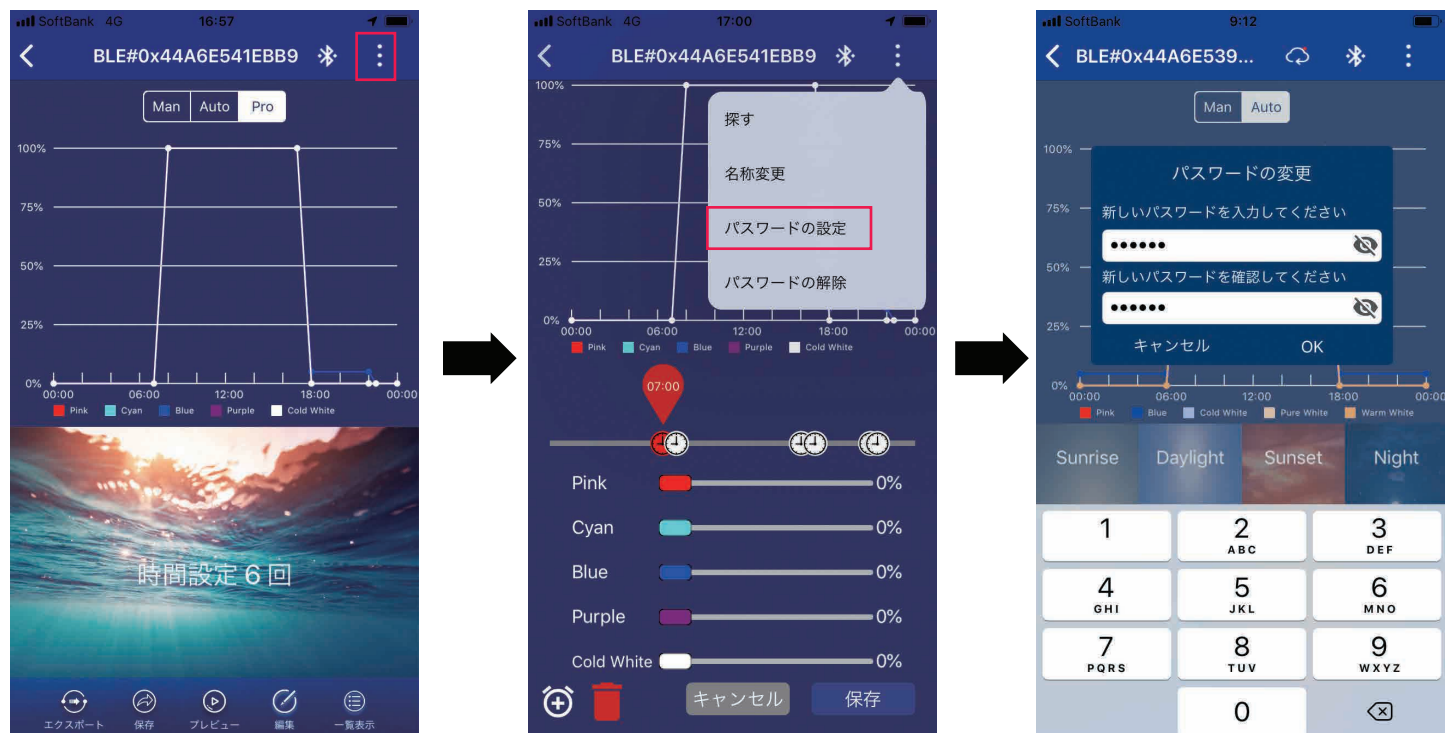 SoftBank 4G 16:57
BLE#0x44A6E541EBB9
Man Auto Pro
100%
75%
50%
25%
0%
00:00 06:00 12:00 18:00 00:00
Pink Cyan Blue Purple Cold White
時間設定6回
エクスポート 保存 プレビュー 編集 一覧表示
SoftBank 4G 17:00
BLE#0x44A6E541EBB9
100%
75%
50%
25%
0%
探す
名称変更
パスワードの設定
パスワードの解除
00:00 06:00 12:00 18:00 00:00
Pink Cyan Blue Purple Cold White
07:00
Pink 0%
Cyan 0%
Blue 0%
Purple 0%
Cold White 0%
キャンセル 保存
SoftBank 9:12
BLE#0x44A6E539...
Man Auto
100%
75%
50%
25%
0%
パスワードの変更
新しいパスワードを入力してください
••••••
新しいパスワードを確認してください
••••••
キャンセル OK
00:00 06:00 12:00 18:00 00:00
Pink Blue Cold White Pure White Warm White
Sunrise Daylight Sunset Night
1 2 3
ABC DEF
4 5 6
GHI JKL MNO
7 8 9
PQRS TUV WXYZ
0